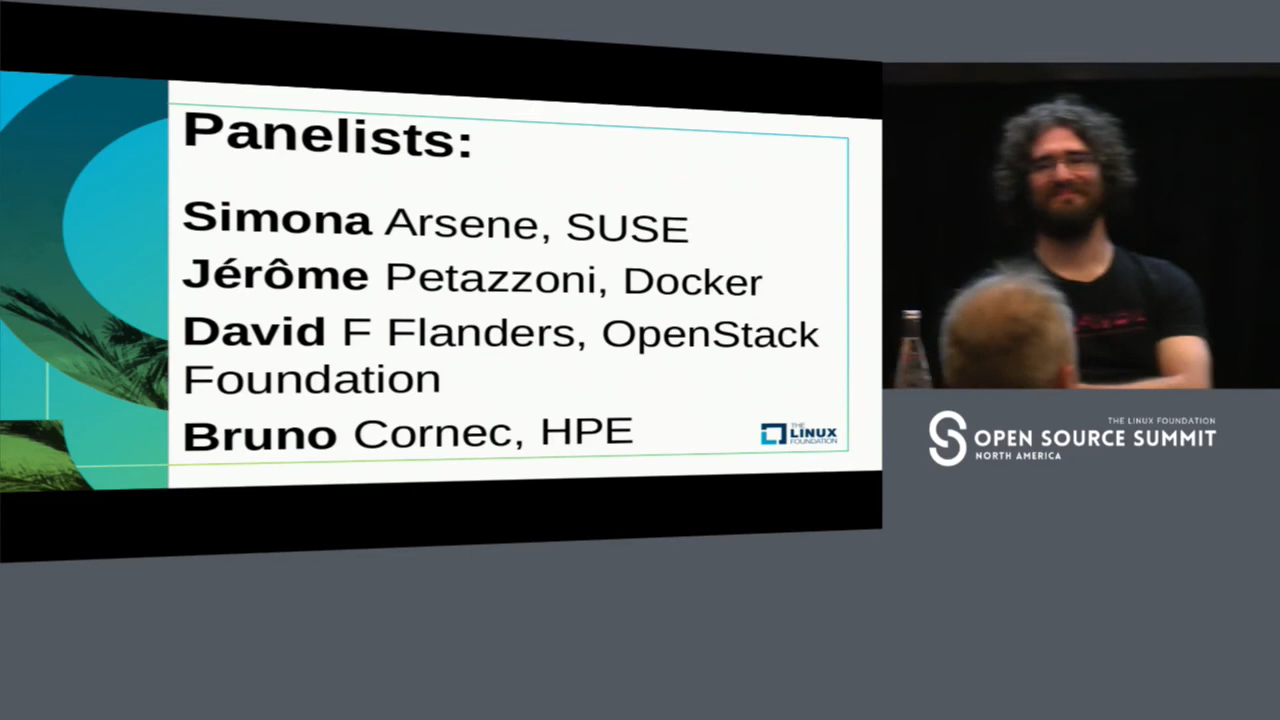 Panelists:
Simona Arsene, SUSE
Jérôme Petazzoni, Docker
David F Flanders, OpenStack
Foundation
Bruno Cornec, HPE
THE
LINUX
FOUNDATION
THE LINUX FOUNDATION
OPEN SOURCE SUMMIT
NORTH AMERICA